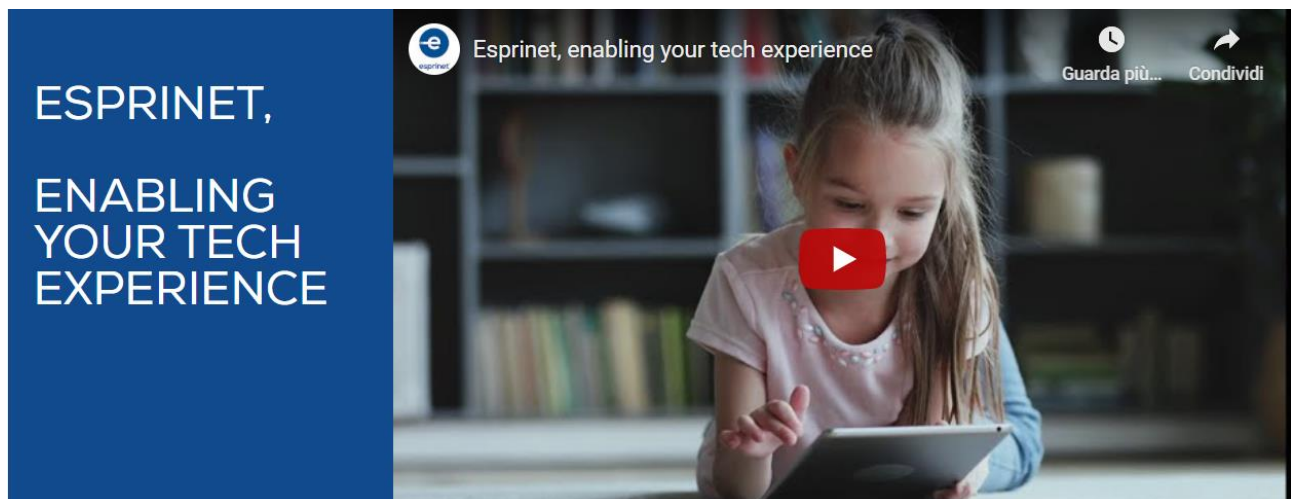 ESPRINET,
ENABLING
YOUR TECH
EXPERIENCE
esprinet
Esprinet, enabling your tech experience
Guarda più...
Condividi